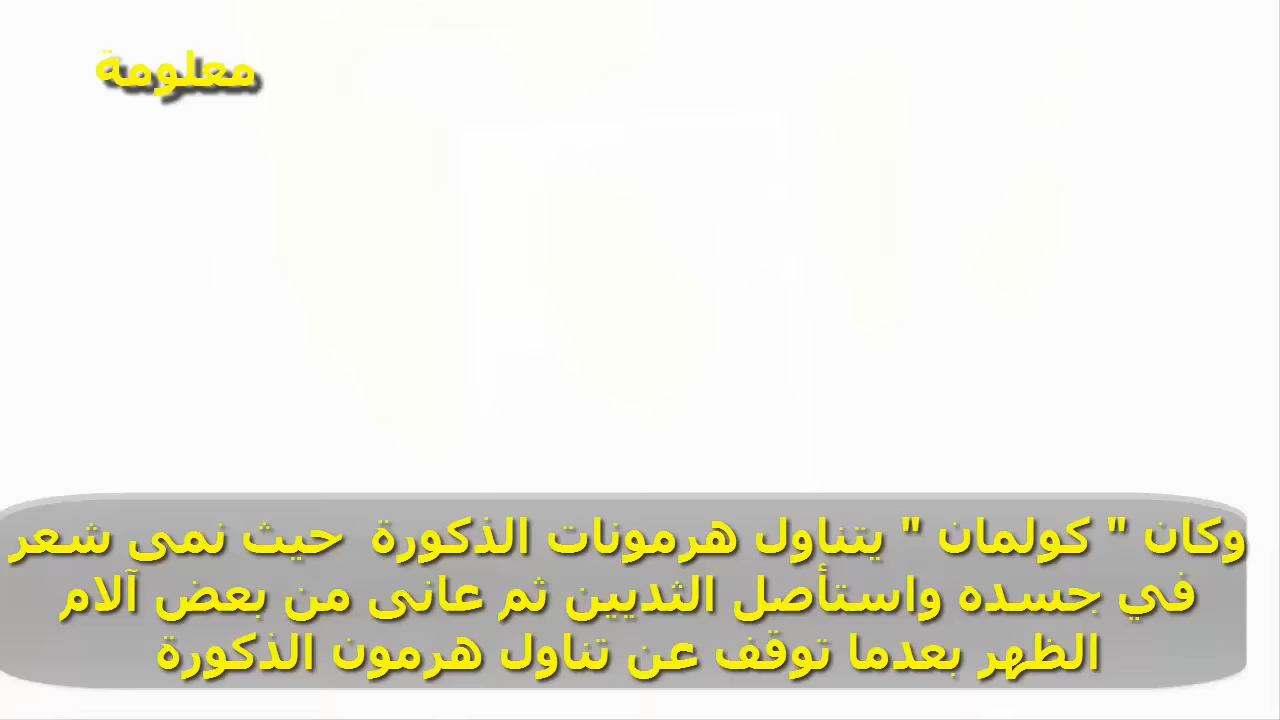 معلومة
وكان " كولمان " يتناول هرمونات الذكورة حيث نمى شعر
في جسده واستأصل الثديين ثم عانى من بعض آلام
الظهر بعدما توقف عن تناول هرمون الذكورة